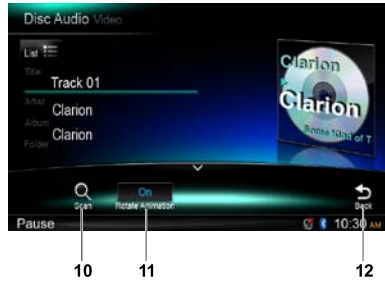 Disc Audio Video
List
Title
Track 01
Artist
Clarion
Album
Clarion
Folder
Clarion
Clarion
On
Scan
Rotate Animation
Back
Pause
10:30 AM
10 11 12